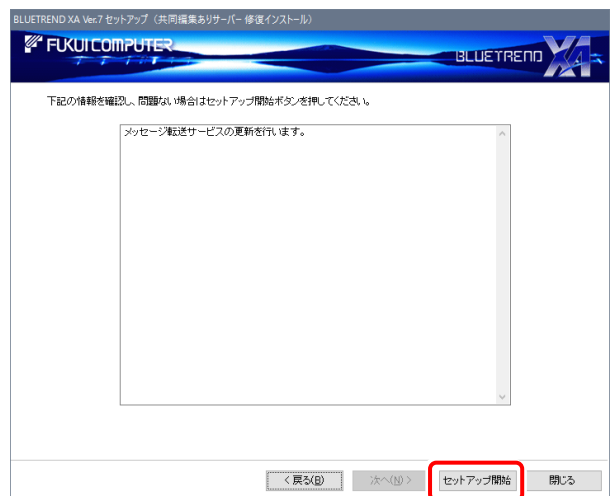 BLUETREND XA Ver.7 セットアップ（共同編集ありサーバー 修復インストール）
FUKUI COMPUTER
BLUETREND XA
下記の情報を確認し、問題ない場合はセットアップ開始ボタンを押してください。
メッセージ転送サービスの更新を行います。
< 戻る(B)
次へ(N) >
セットアップ開始
閉じる